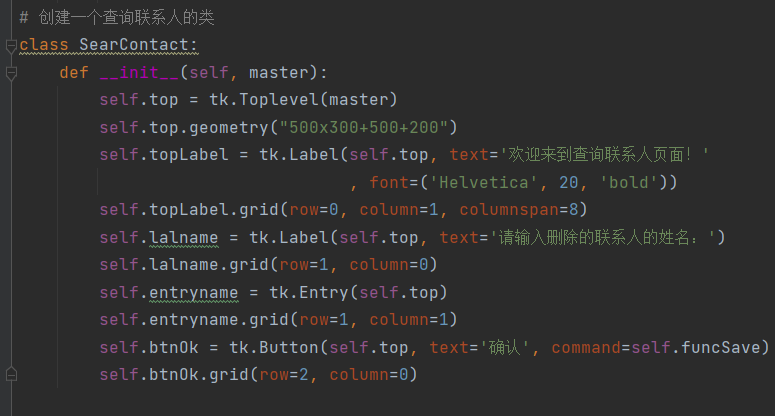 # 创建一个查询联系人的类
class SearContact:
    def __init__(self, master):
        self.top = tk.Toplevel(master)
        self.top.geometry("500x300+500+200")
        self.topLabel = tk.Label(self.top, text='欢迎来到查询联系人页面！'
                                 , font=('Helvetica', 20, 'bold'))
        self.topLabel.grid(row=0, column=1, columnspan=8)
        self.lalname = tk.Label(self.top, text='请输入删除的联系人的姓名：')
        self.lalname.grid(row=1, column=0)
        self.entryname = tk.Entry(self.top)
        self.entryname.grid(row=1, column=1)
        self.btnOk = tk.Button(self.top, text='确认', command=self.funcSave)
        self.btnOk.grid(row=2, column=0)